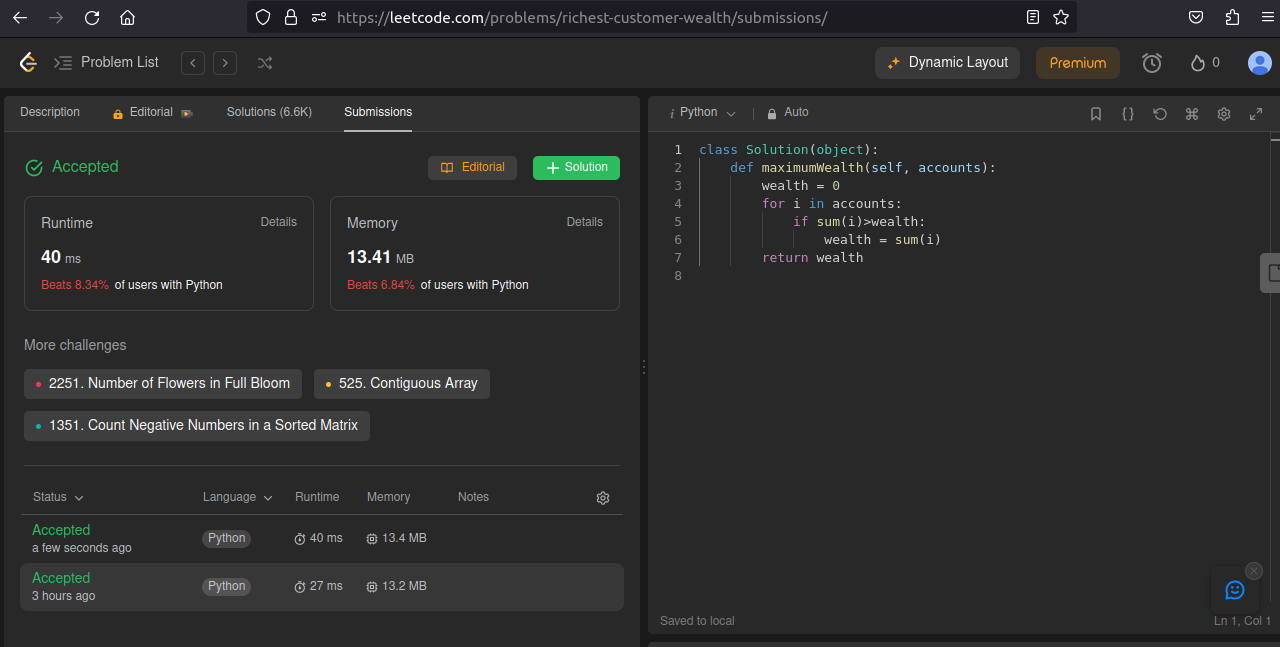 https://leetcode.com/problems/richest-customer-wealth/submissions/
Problem List
Dynamic Layout
Premium
0
Description
Editorial
Solutions (6.6K)
Submissions
Accepted
Editorial
Solution
Runtime
Details
40 ms
Beats 8.34% of users with Python
Memory
Details
13.41 MB
Beats 6.84% of users with Python
More challenges
2251. Number of Flowers in Full Bloom
525. Contiguous Array
1351. Count Negative Numbers in a Sorted Matrix
Status Language Runtime Memory Notes
Accepted
a few seconds ago
Python 40 ms 13.4 MB
Accepted
3 hours ago
Python 27 ms 13.2 MB
i Python
Auto
1 class Solution(object):
2 def maximumWealth(self, accounts):
3 wealth = 0
4 for i in accounts:
5 if sum(i)>wealth:
6 wealth = sum(i)
7 return wealth
8
Saved to local
Ln 1, Col 1